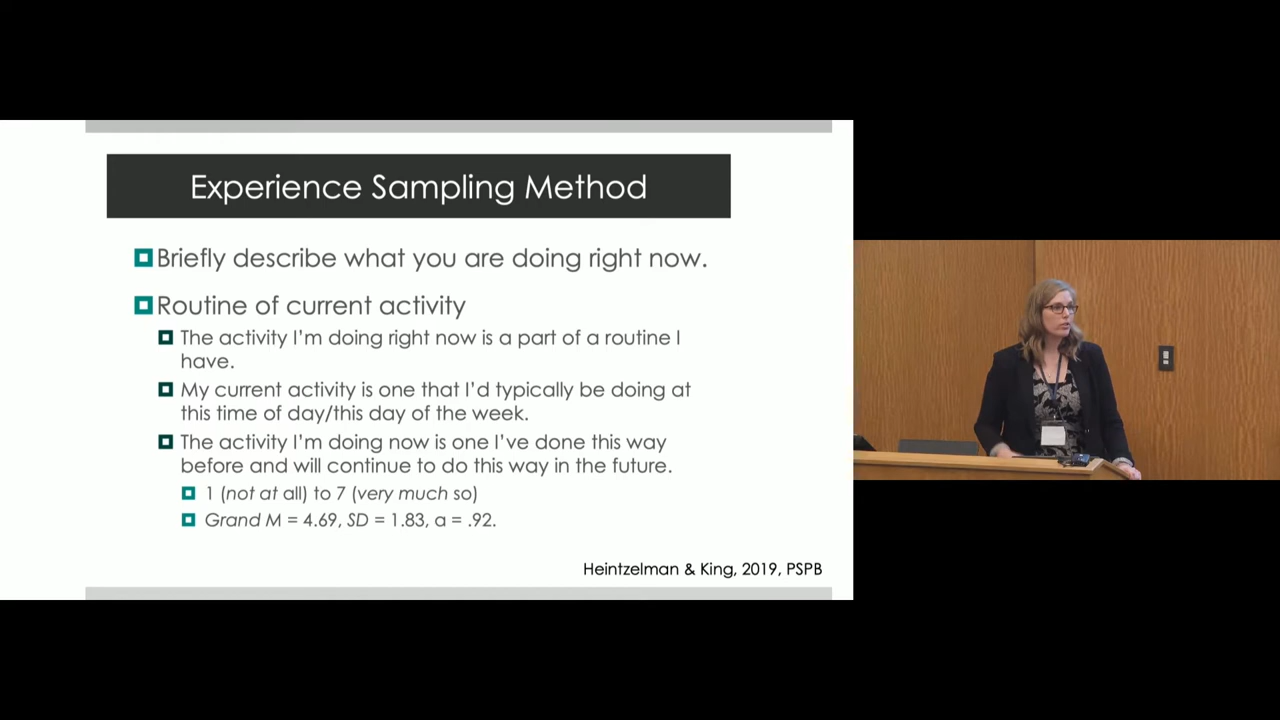 Experience Sampling Method
Briefly describe what you are doing right now.
Routine of current activity
The activity I'm doing right now is a part of a routine I
have.
My current activity is one that I'd typically be doing at
this time of day/this day of the week.
The activity I'm doing now is one I've done this way
before and will continue to do this way in the future.
1 (not at all) to 7 (very much so)
Grand M = 4.69, SD = 1.83, α = .92.
Heintzelman & King, 2019, PSPB